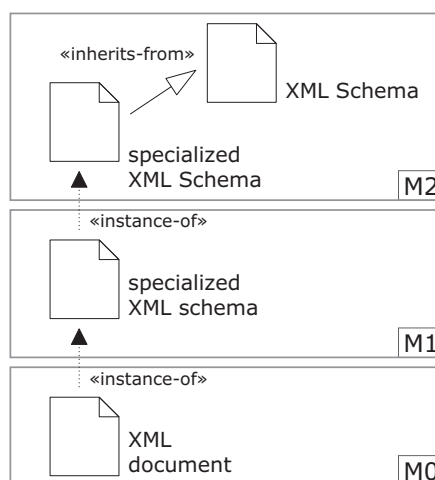 «inherits-from»
XML Schema
specialized
XML Schema
M2
«instance-of»
specialized
XML schema
M1
«instance-of»
XML
document
M0